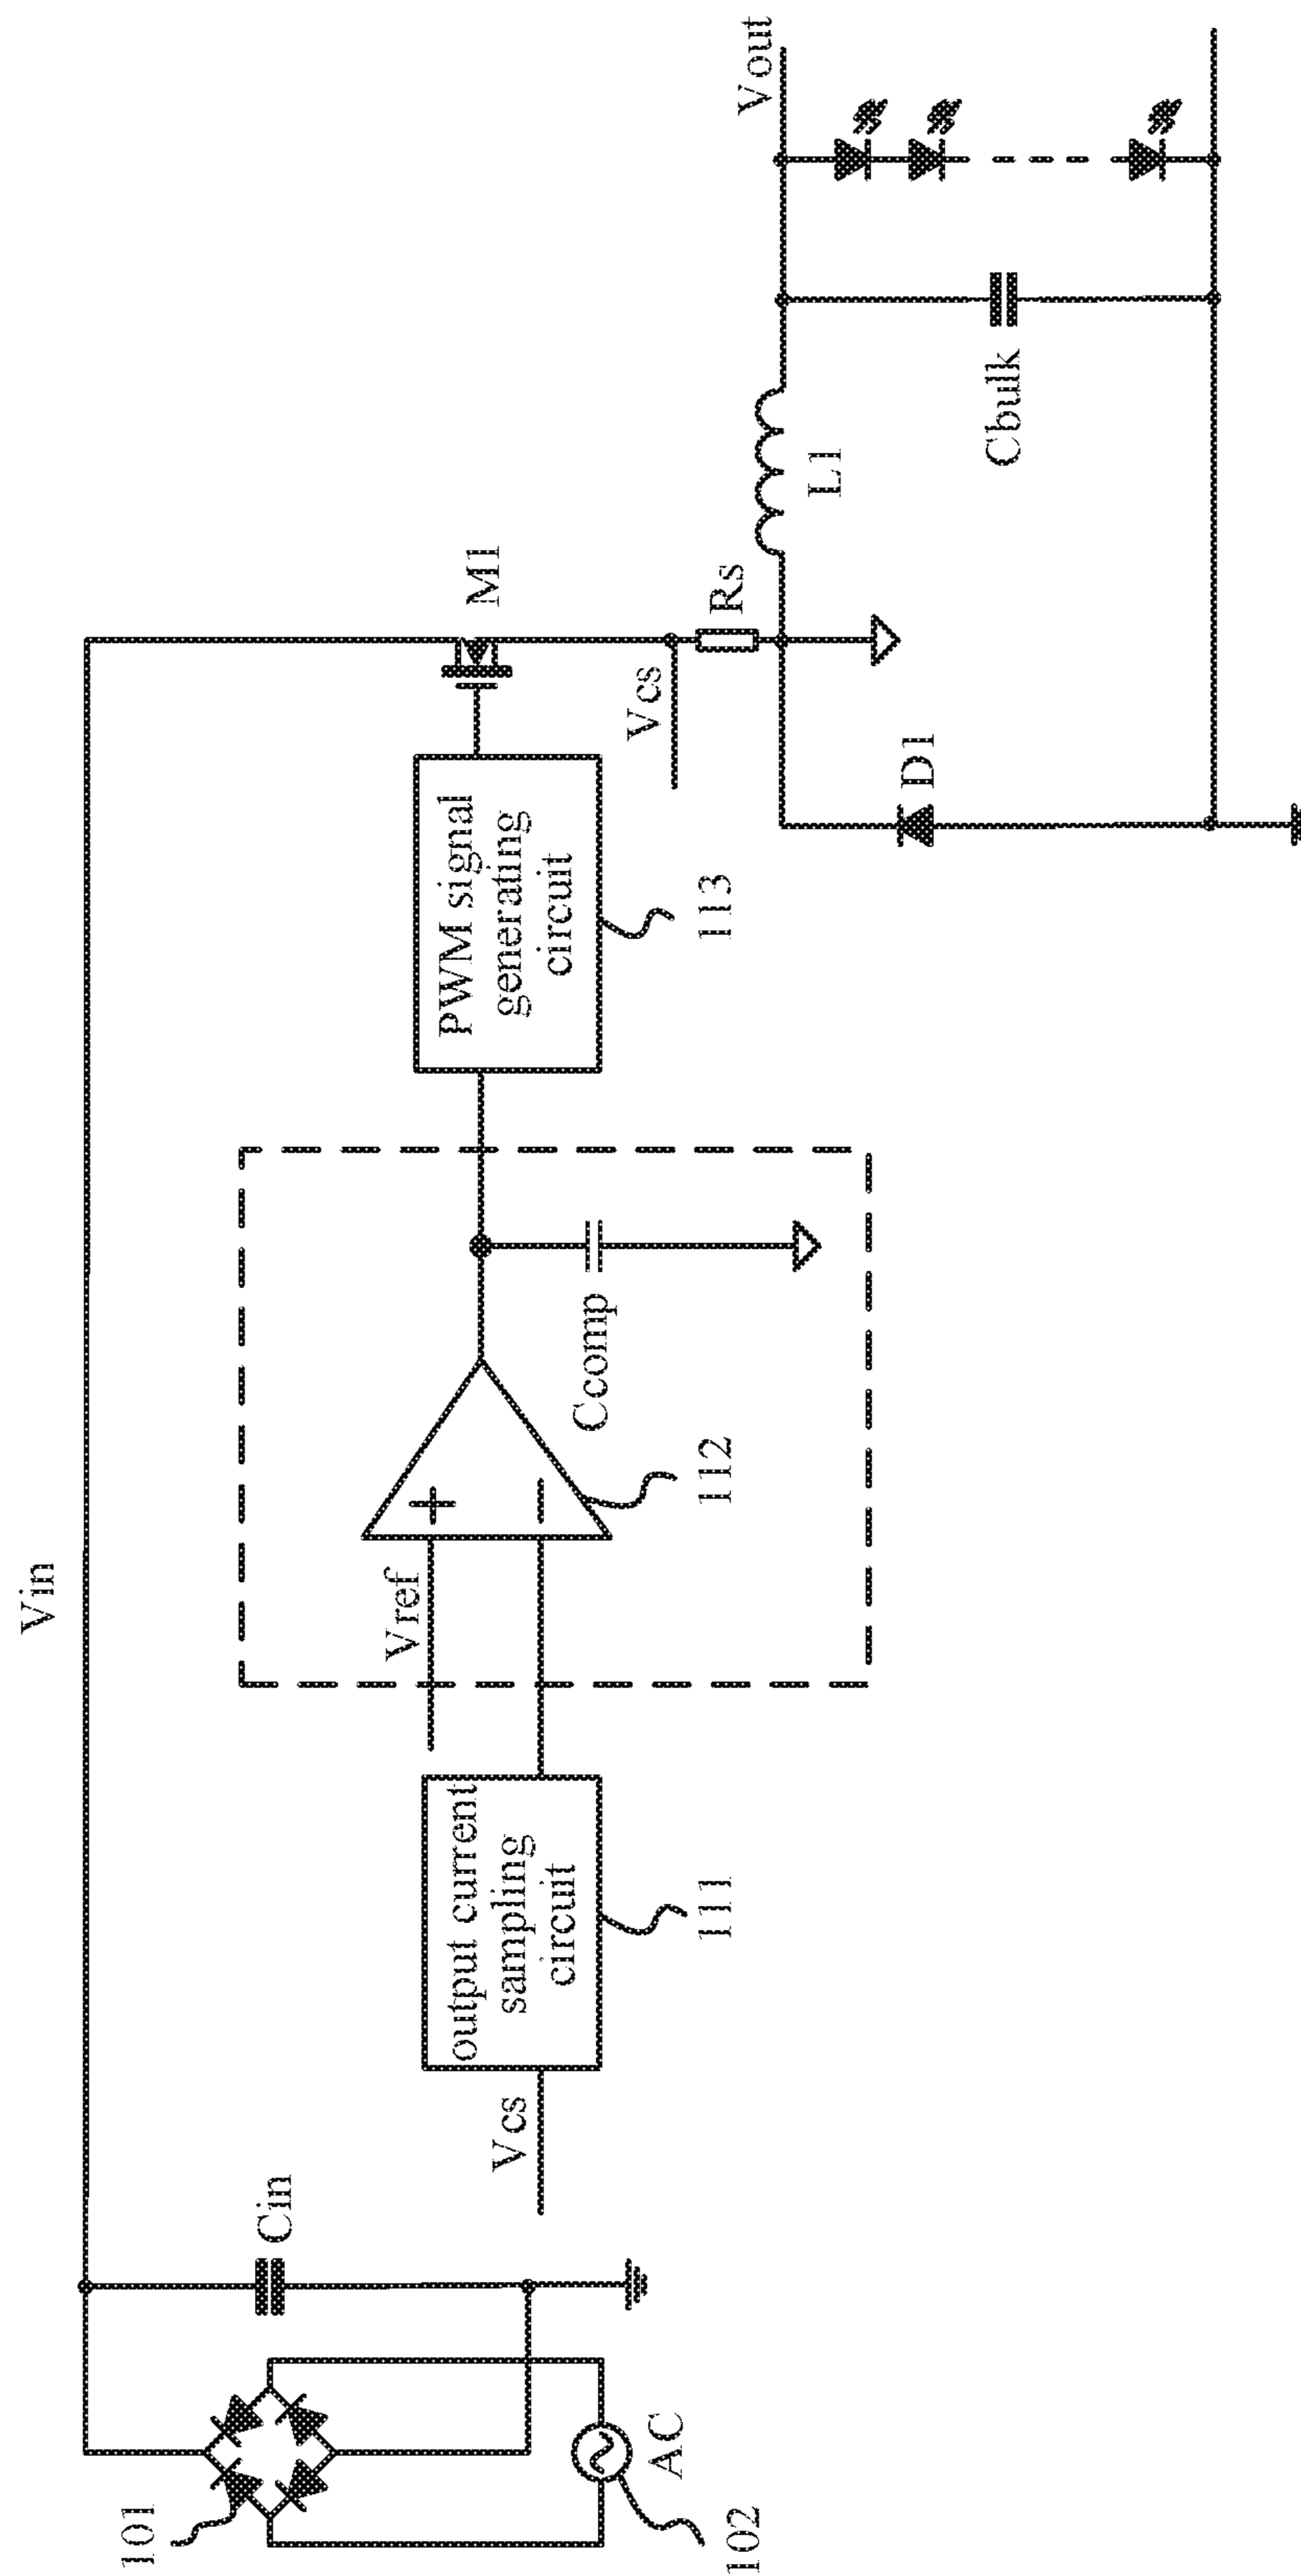 Vin
101
102
AC
Cin
Vcs
output current
sampling
circuit
111
Vref
+
−
112
Ccomp
PWM signal
generating
circuit
113
M1
Vcs
Rs
D1
L1
Cbulk
Vout